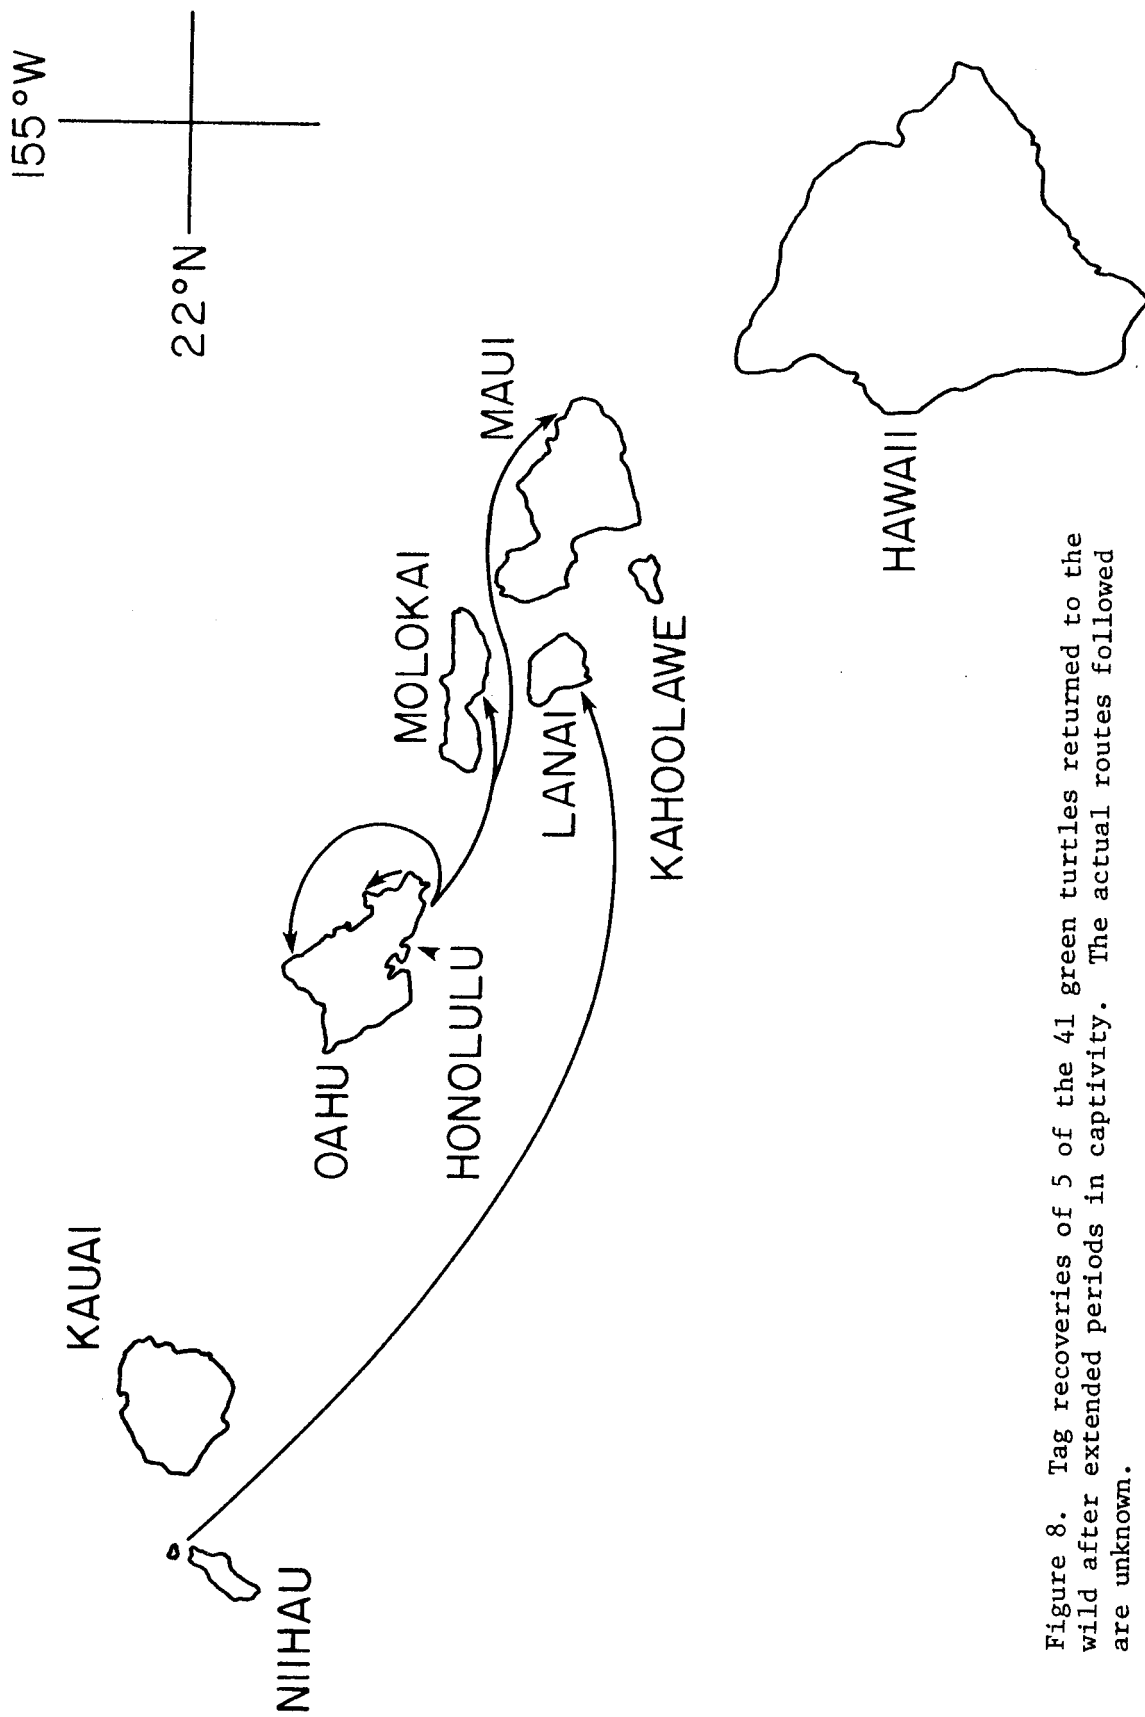 155°W
22°N
KAUAI
NIIHAU
OAHU
HONOLULU
MOLOKAI
MAUI
LANAI
KAHOOLAWE
HAWAII
Figure 8. Tag recoveries of 5 of the 41 green turtles returned to the
wild after extended periods in captivity. The actual routes followed
are unknown.